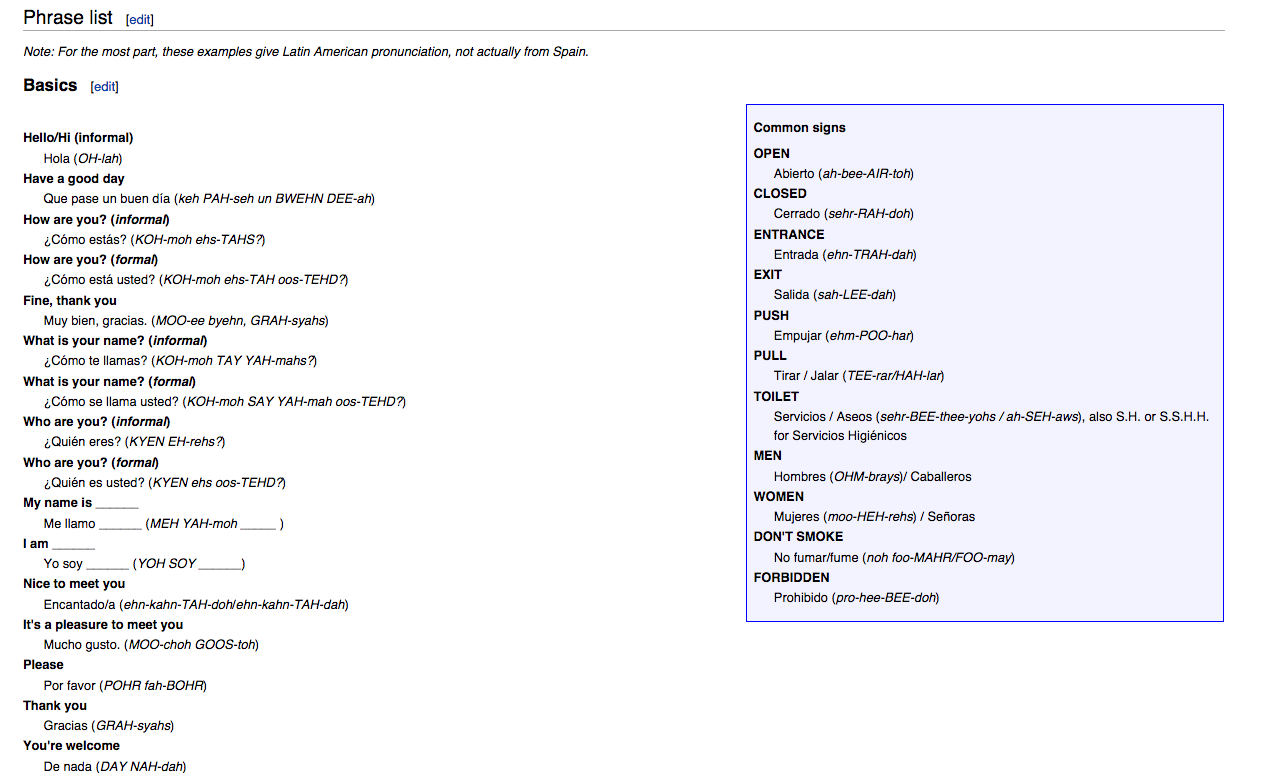 Phrase list [edit]
Note: For the most part, these examples give Latin American pronunciation, not actually from Spain.
Basics [edit]
Hello/Hi (informal)
Hola (OH-lah)
Have a good day
Que pase un buen día (keh PAH-seh un BWEHN DEE-ah)
How are you? (informal)
¿Cómo estás? (KOH-moh ehs-TAHS?)
How are you? (formal)
¿Cómo está usted? (KOH-moh ehs-TAH oos-TEHD?)
Fine, thank you
Muy bien, gracias. (MOO-ee byehn, GRAH-syahs)
What is your name? (informal)
¿Cómo te llamas? (KOH-moh TAY YAH-mahs?)
What is your name? (formal)
¿Cómo se llama usted? (KOH-moh SAY YAH-mah oos-TEHD?)
Who are you? (informal)
¿Quién eres? (KYEN EH-rehs?)
Who are you? (formal)
¿Quién es usted? (KYEN ehs oos-TEHD?)
My name is ______
Me llamo ______ (MEH YAH-moh _____ )
I am ______
Yo soy ______ (YOH SOY ______)
Nice to meet you
Encantado/a (ehn-kahn-TAH-doh/ehn-kahn-TAH-dah)
It's a pleasure to meet you
Mucho gusto. (MOO-choh GOOS-toh)
Please
Por favor (POHR fah-BOHR)
Thank you
Gracias (GRAH-syahs)
You're welcome
De nada (DAY NAH-dah)
Common signs
OPEN
Abierto (ah-bee-AIR-toh)
CLOSED
Cerrado (sehr-RAH-doh)
ENTRANCE
Entrada (ehn-TRAH-dah)
EXIT
Salida (sah-LEE-dah)
PUSH
Empujar (ehm-POO-har)
PULL
Tirar / Jalar (TEE-rar/HAH-lar)
TOILET
Servicios / Aseos (sehr-BEE-thee-yohs / ah-SEH-aws), also S.H. or S.S.H.H.
for Servicios Higiénicos
MEN
Hombres (OHM-brays)/ Caballeros
WOMEN
Mujeres (moo-HEH-rehs) / Señoras
DON'T SMOKE
No fumar/fume (noh foo-MAHR/FOO-may)
FORBIDDEN
Prohibido (pro-hee-BEE-doh)